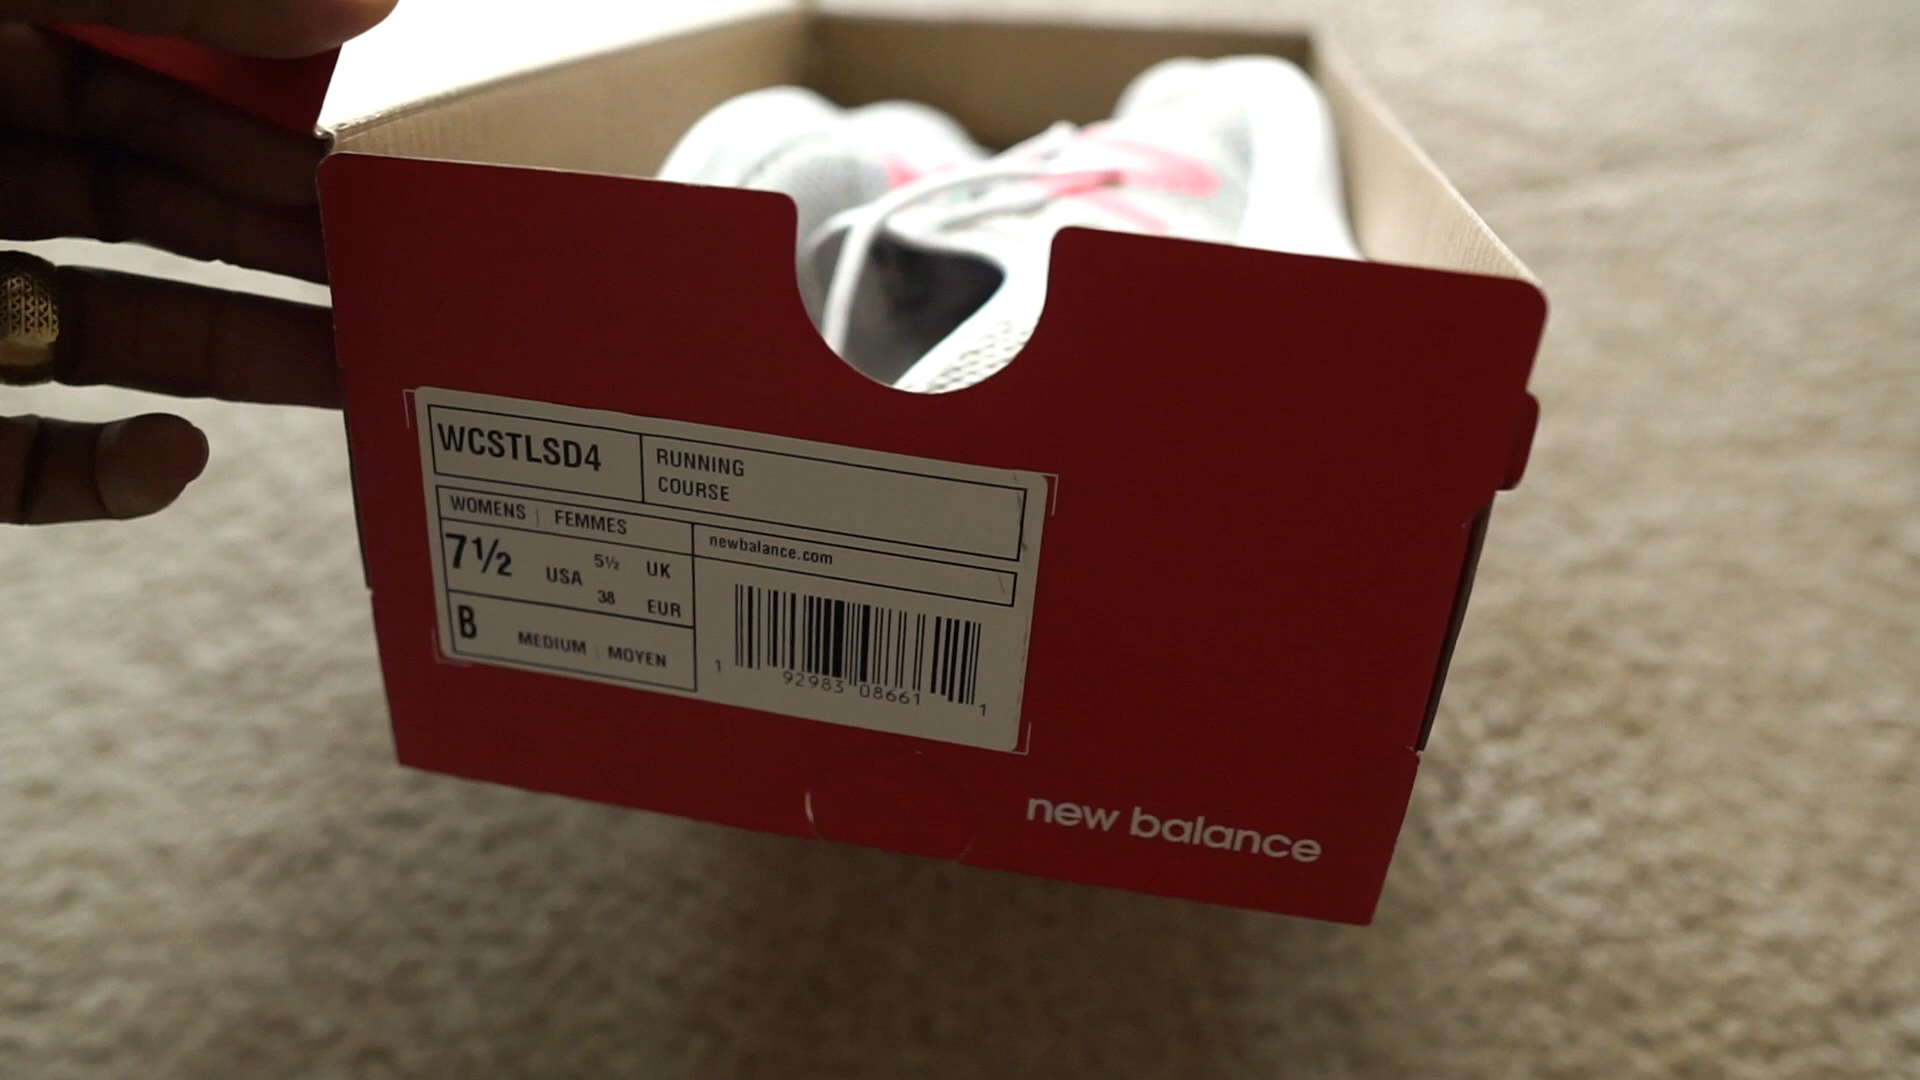 WCSTLSD4
RUNNING
COURSE
WOMENS | FEMMES
7½ USA 5½ UK
38 EUR
B MEDIUM | MOYEN
newbalance.com
1 92983 08661 1
new balance